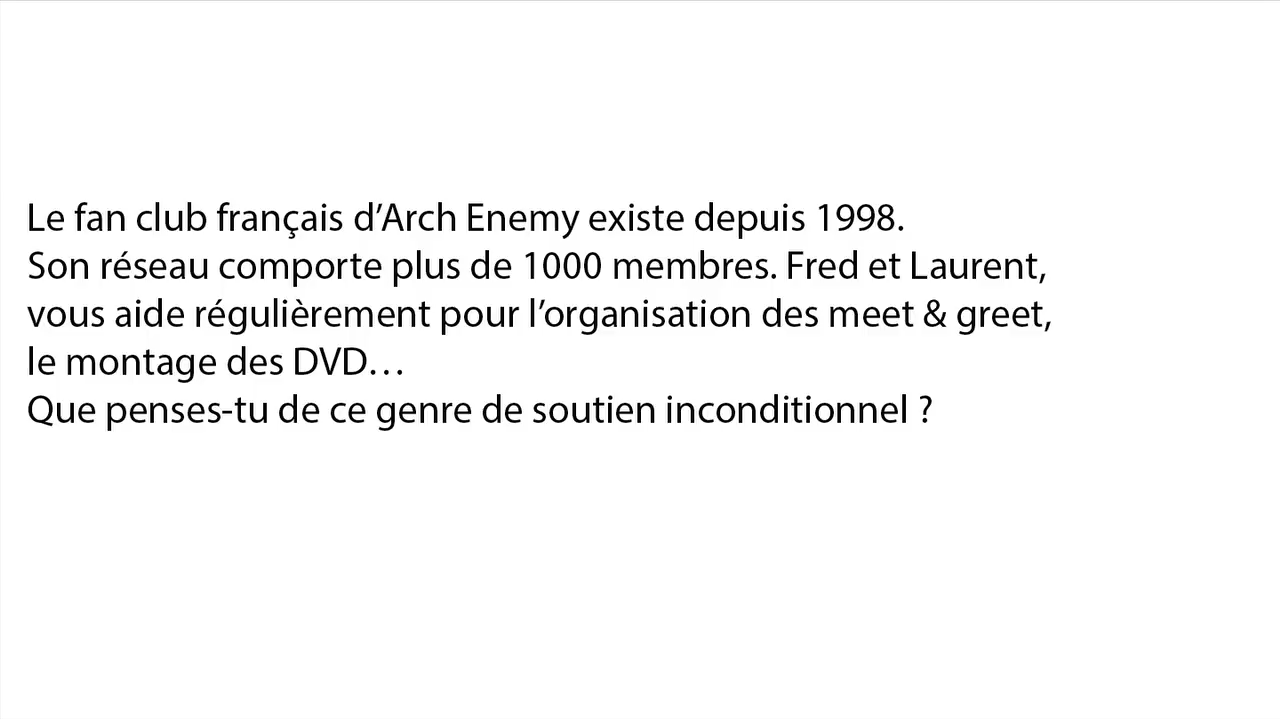 Le fan club français d’Arch Enemy existe depuis 1998.
Son réseau comporte plus de 1000 membres. Fred et Laurent,
vous aide régulièrement pour l’organisation des meet & greet,
le montage des DVD…
Que penses-tu de ce genre de soutien inconditionnel ?